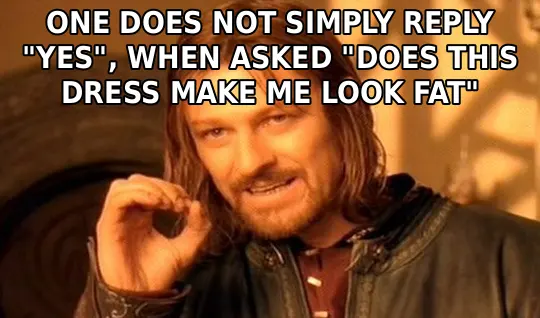 ONE DOES NOT SIMPLY REPLY
"YES", WHEN ASKED "DOES THIS
DRESS MAKE ME LOOK FAT"